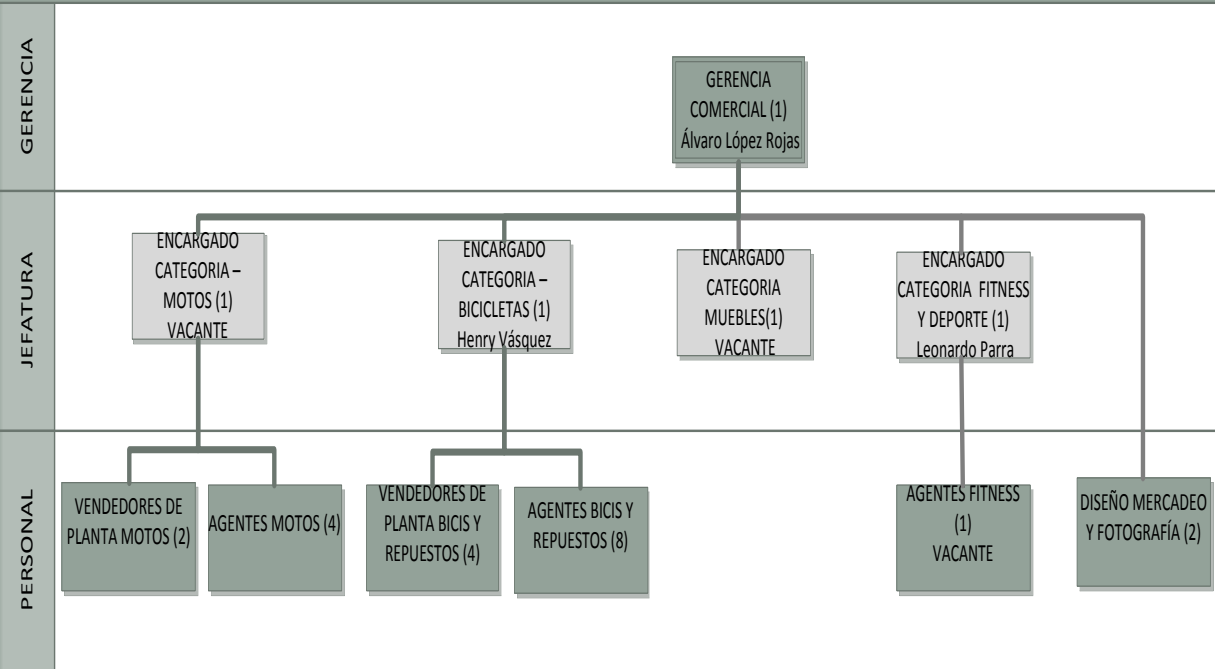 GERENCIA
GERENCIA
COMERCIAL (1)
Álvaro López Rojas
JEFATURA
ENCARGADO
CATEGORIA –
MOTOS (1)
VACANTE
ENCARGADO
CATEGORIA –
BICICLETAS (1)
Henry Vásquez
ENCARGADO
CATEGORIA
MUEBLES(1)
VACANTE
ENCARGADO
CATEGORIA FITNESS
Y DEPORTE (1)
Leonardo Parra
PERSONAL
VENDEDORES DE
PLANTA MOTOS (2)
AGENTES MOTOS (4)
VENDEDORES DE
PLANTA BICIS Y
REPUESTOS (4)
AGENTES BICIS Y
REPUESTOS (8)
AGENTES FITNESS
(1)
VACANTE
DISEÑO MERCADEO
Y FOTOGRAFÍA (2)